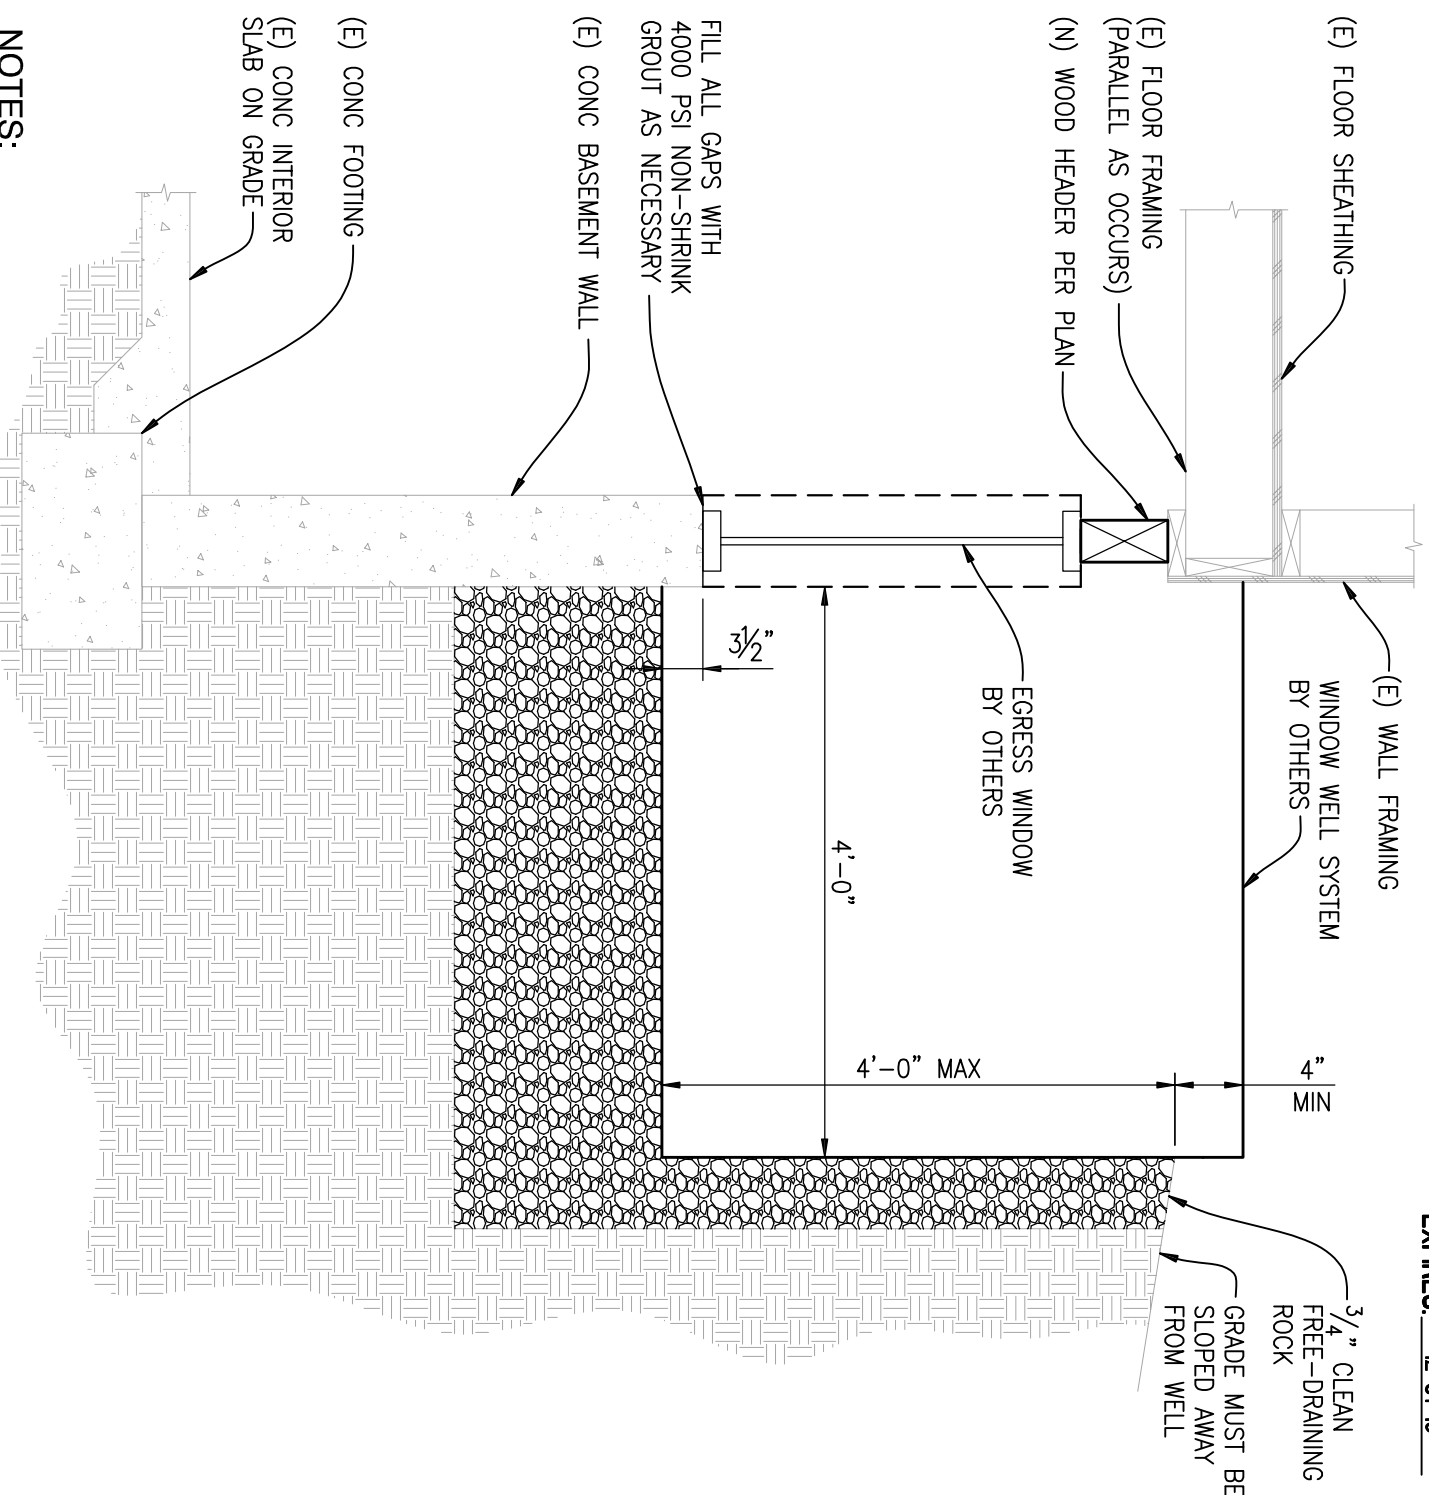 (E) FLOOR SHEATHING
(E) FLOOR FRAMING
(PARALLEL AS OCCURS)
(N) WOOD HEADER PER PLAN
FILL ALL GAPS WITH
4000 PSI NON-SHRINK
GROUT AS NECESSARY
(E) CONC BASEMENT WALL
(E) CONC FOOTING
(E) CONC INTERIOR
SLAB ON GRADE
NOTES:
(E) WALL FRAMING
WINDOW WELL SYSTEM
BY OTHERS
EGRESS WINDOW
BY OTHERS
3½"
4'-0"
4'-0" MAX
4"
MIN
3/4" CLEAN
FREE-DRAINING
ROCK
GRADE MUST BE
SLOPED AWAY
FROM WELL